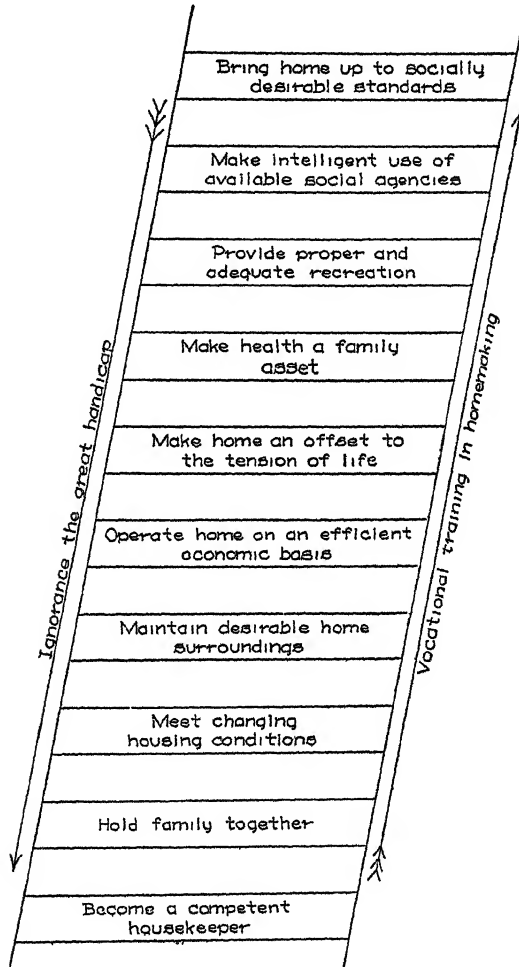 Bring home up to socially
desirable standards
Make intelligent use of
available social agencies
Provide proper and
adequate recreation
Make health a family
asset
Make home an offset to
the tension of life
Operate home on an efficient
economic basis
Maintain desirable home
surroundings
Meet changing
housing conditions
Hold family together
Become a competent
housekeeper
Ignorance the great handicap
Vocational training in homemaking